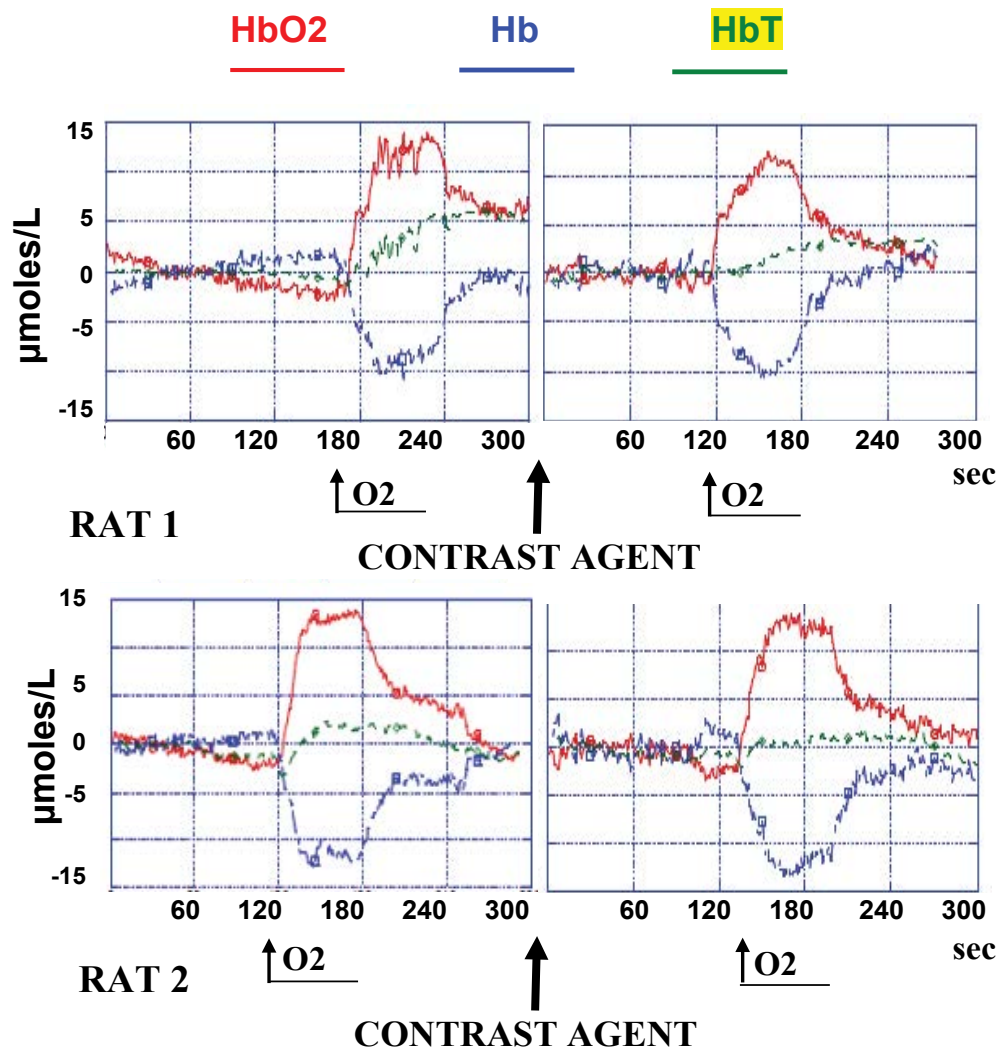 HbO2 Hb HbT
µmoles/L
15
5
0
-5
-15
60 120 180 240 300 60 120 180 240 300
sec
O2 O2
RAT 1
CONTRAST AGENT
µmoles/L
15
5
0
-5
-15
60 120 180 240 300 60 120 180 240 300
sec
O2 O2
RAT 2
CONTRAST AGENT